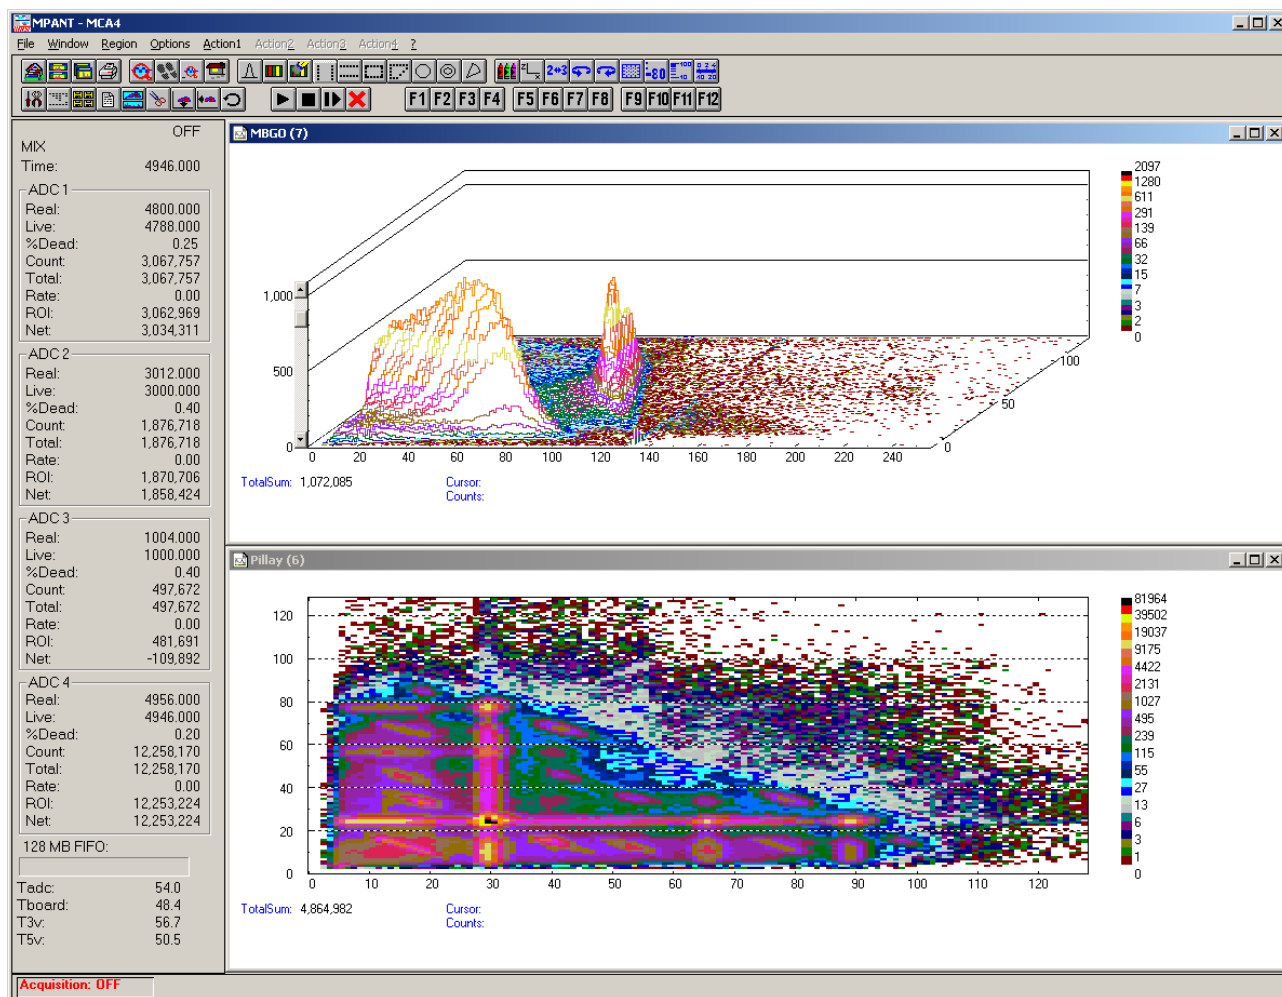 MPANT - MCA4
File Window Region Options Action1 Action2 Action3 Action4 ?
2↔3 -80
F1 F2 F3 F4 F5 F6 F7 F8 F9 F10 F11 F12
OFF
MIX
Time: 4946.000
ADC 1
Real: 4800.000
Live: 4788.000
%Dead: 0.25
Count: 3,067,757
Total: 3,067,757
Rate: 0.00
ROI: 3,062,969
Net: 3,034,311
ADC 2
Real: 3012.000
Live: 3000.000
%Dead: 0.40
Count: 1,876,718
Total: 1,876,718
Rate: 0.00
ROI: 1,870,706
Net: 1,858,424
ADC 3
Real: 1004.000
Live: 1000.000
%Dead: 0.40
Count: 497,672
Total: 497,672
Rate: 0.00
ROI: 481,691
Net: -109,892
ADC 4
Real: 4956.000
Live: 4946.000
%Dead: 0.20
Count: 12,258,170
Total: 12,258,170
Rate: 0.00
ROI: 12,253,224
Net: 12,253,224
128 MB FIFO:
Tadc: 54.0
Tboard: 48.4
T3v: 56.7
T5v: 50.5
Acquisition: OFF
MBGO (7)
2097
1280
611
291
139
66
32
15
7
3
2
0
1,000
500
0
0 20 40 60 80 100 120 140 160 180 200 220 240
0
50
100
TotalSum: 1,072,085
Cursor:
Counts:
Pillay (6)
81964
39502
19037
9175
4422
2131
1027
495
239
115
55
27
13
6
3
1
0
120
100
80
60
40
20
0
0 10 20 30 40 50 60 70 80 90 100 110 120
TotalSum: 4,864,982
Cursor:
Counts: